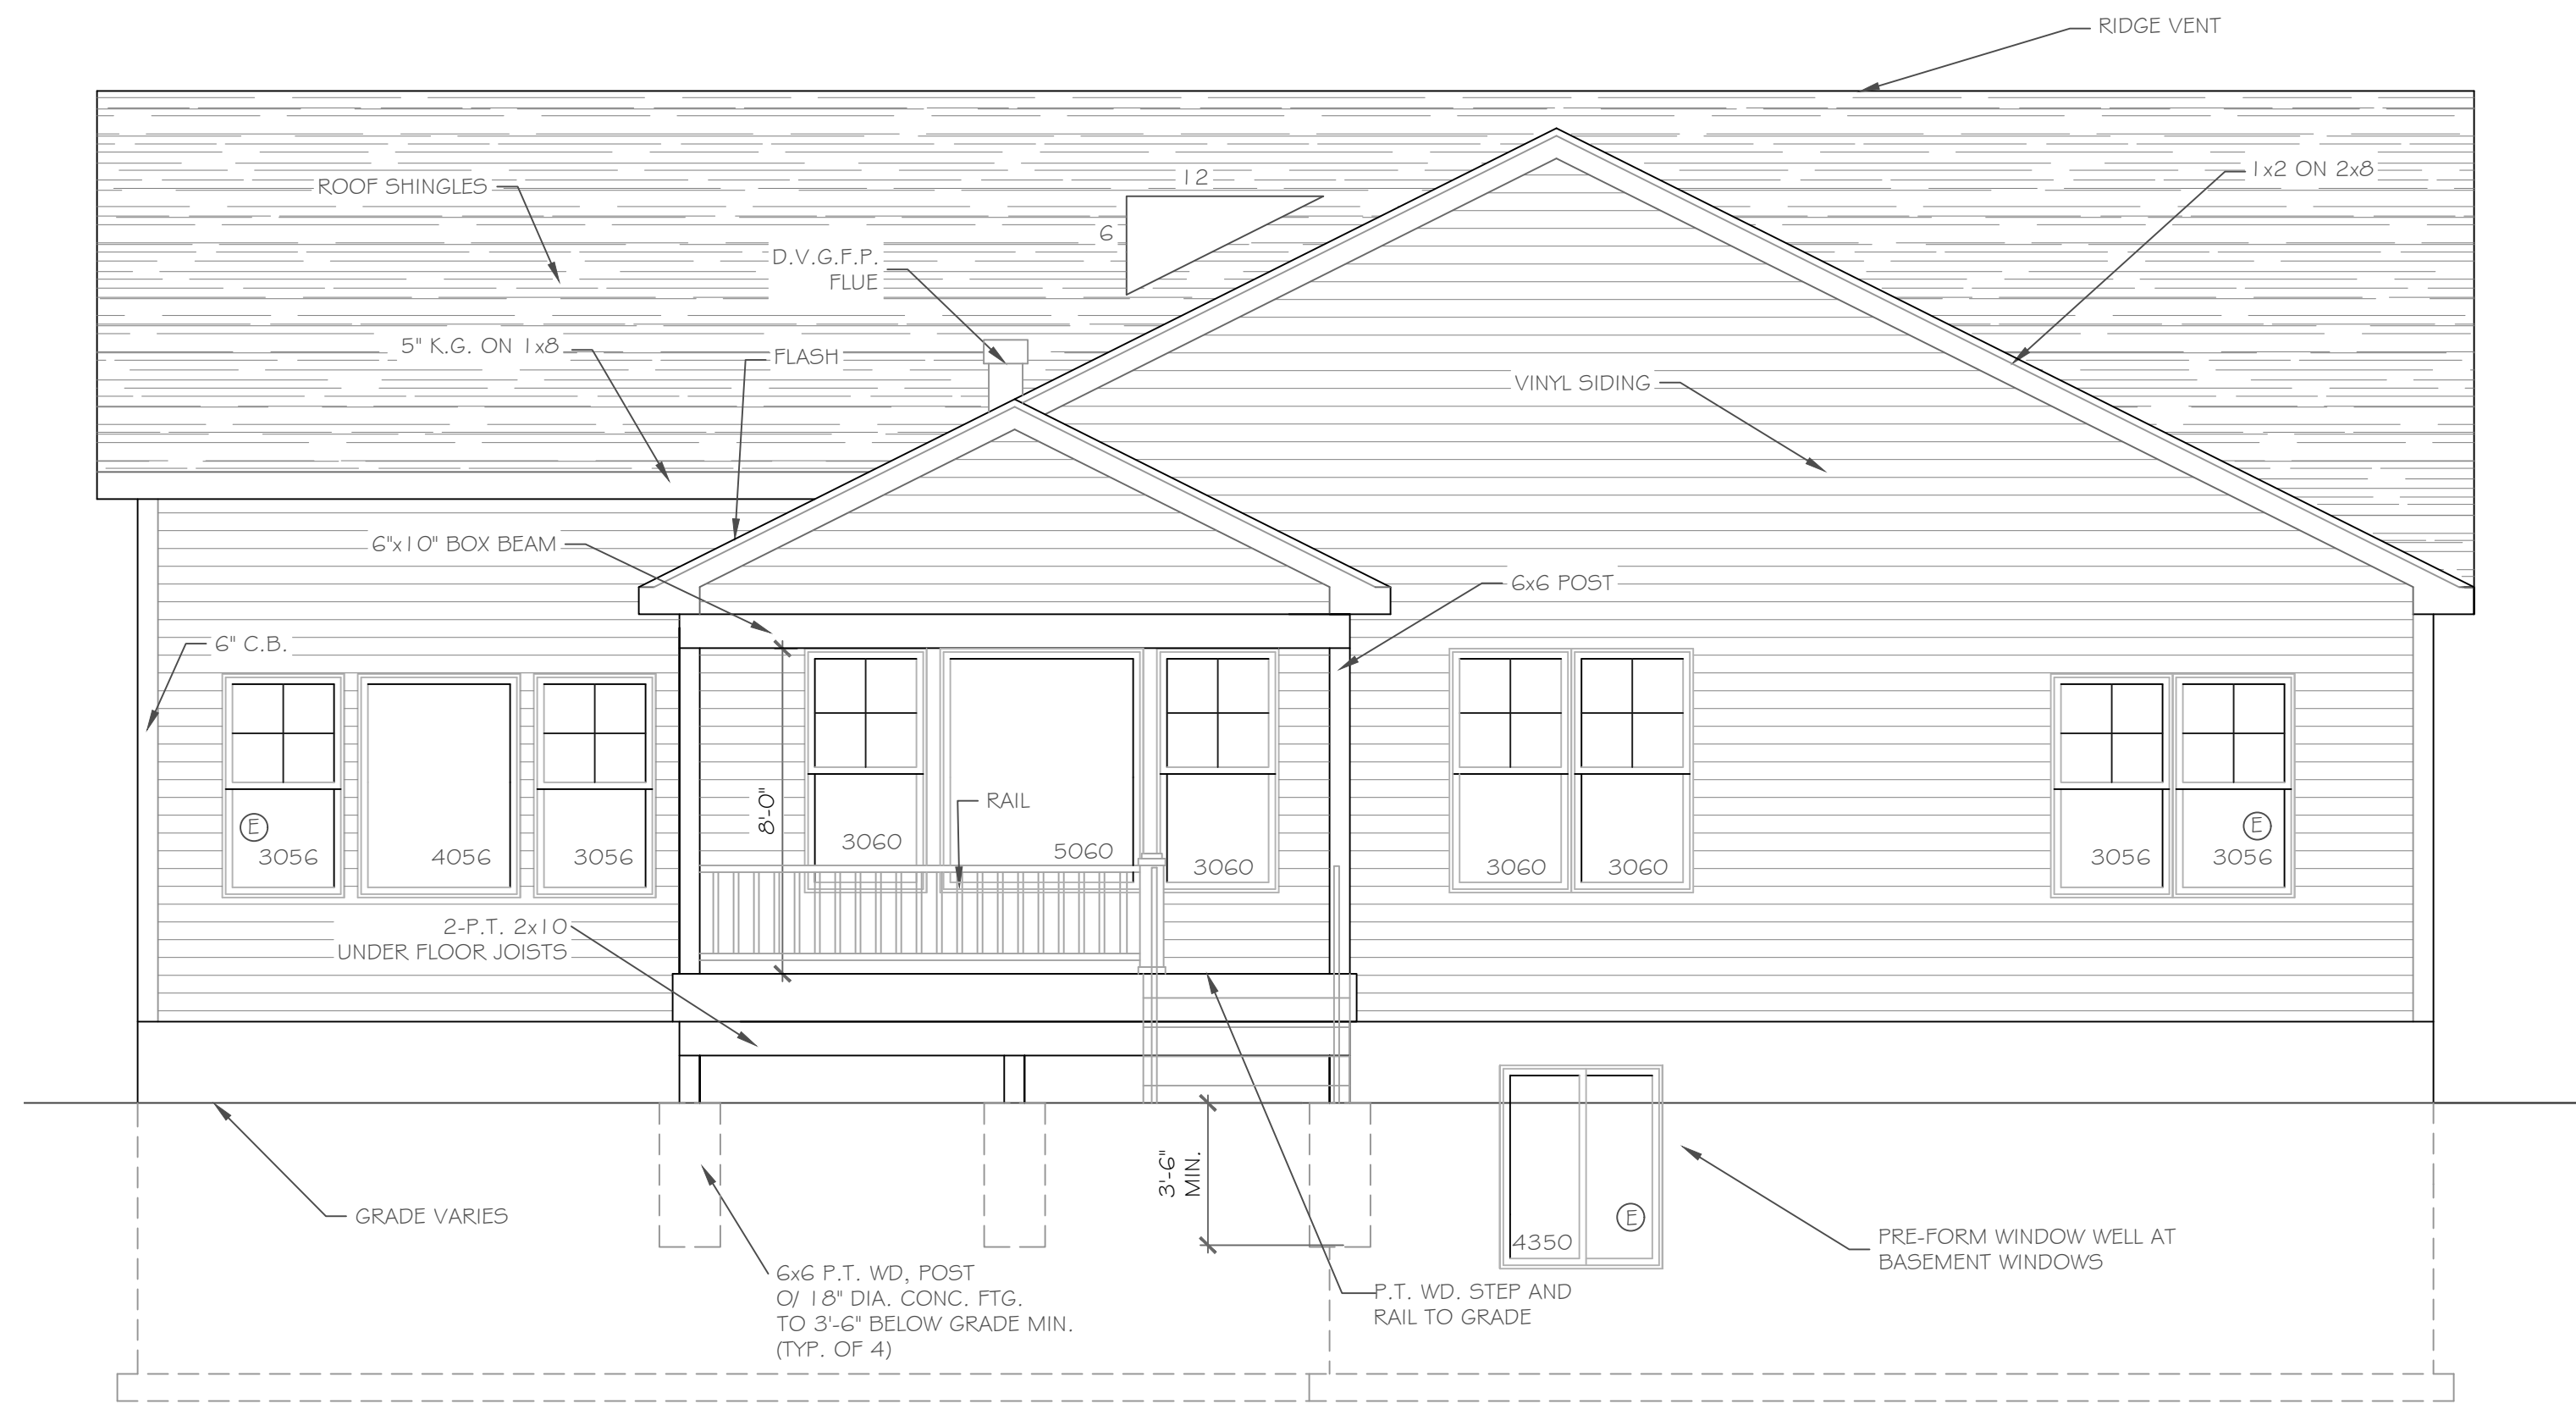 RIDGE VENT
1x2 ON 2x8
12
ROOF SHINGLES
6
D.V.G.F.P.
FLUE
5" K.G. ON 1x8
FLASH
VINYL SIDING
6"x10" BOX BEAM
6x6 POST
6" C.B.
8'-0"
RAIL
E
3056
4056
3056
3060
5060
3060
3060
3060
3056
E
3056
2-P.T. 2x10
UNDER FLOOR JOISTS
3'-6"
MIN.
GRADE VARIES
E
4350
PRE-FORM WINDOW WELL AT
BASEMENT WINDOWS
6x6 P.T. WD, POST
O/ 18" DIA. CONC. FTG.
TO 3'-6" BELOW GRADE MIN.
(TYP. OF 4)
P.T. WD. STEP AND
RAIL TO GRADE